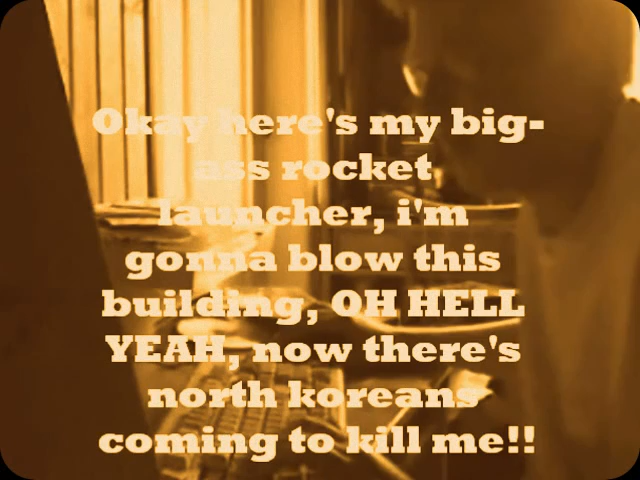 Okay here's my big-
ass rocket
launcher, i'm
gonna blow this
building, OH HELL
YEAH, now there's
north koreans
coming to kill me!!